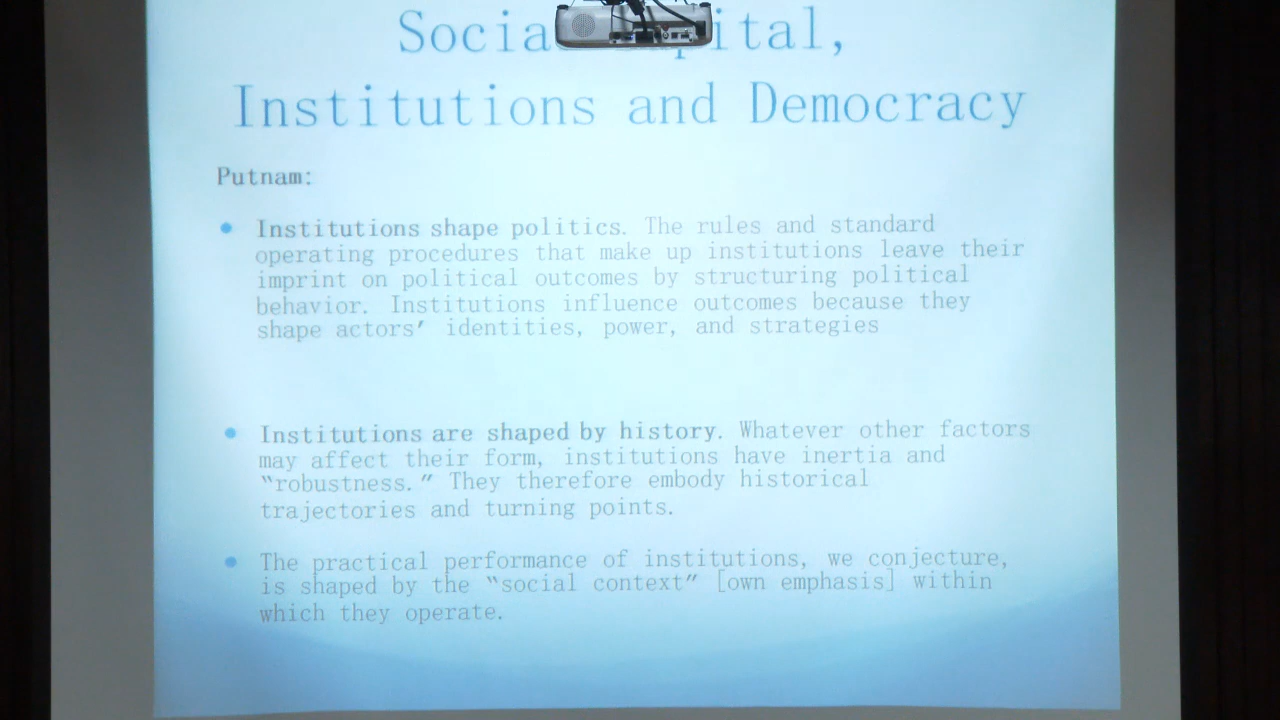 Socia ital,
Institutions and Democracy
Putnam:
• Institutions shape politics. The rules and standard
operating procedures that make up institutions leave their
imprint on political outcomes by structuring political
behavior. Institutions influence outcomes because they
shape actors’ identities, power, and strategies
• Institutions are shaped by history. Whatever other factors
may affect their form, institutions have inertia and
“robustness.” They therefore embody historical
trajectories and turning points.
• The practical performance of institutions, we conjecture,
is shaped by the “social context” [own emphasis] within
which they operate.